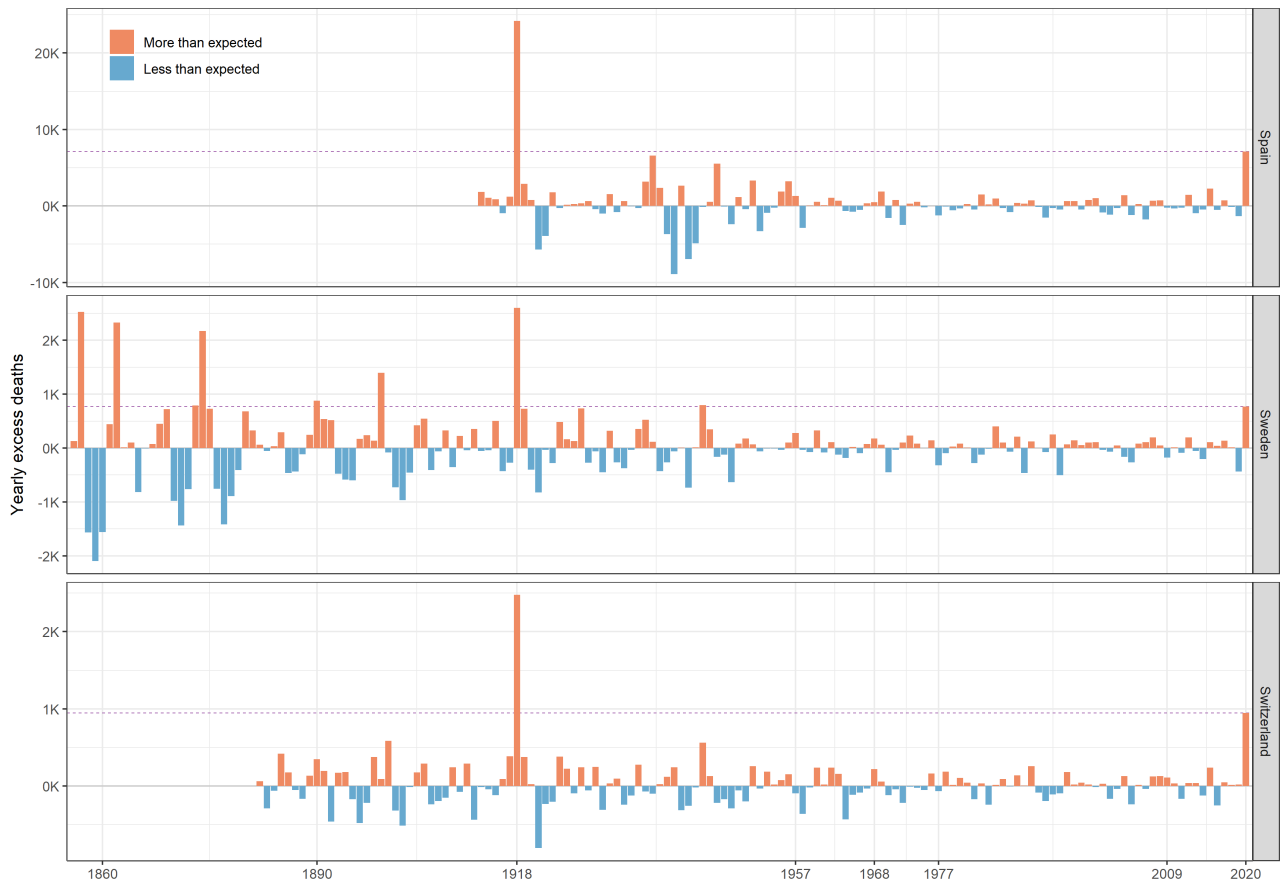 More than expected
Less than expected
20K
10K
0K
-10K
Spain
Yearly excess deaths
2K
1K
0K
-1K
-2K
Sweden
2K
1K
0K
Switzerland
1860 1890 1918 1957 1968 1977 2009 2020